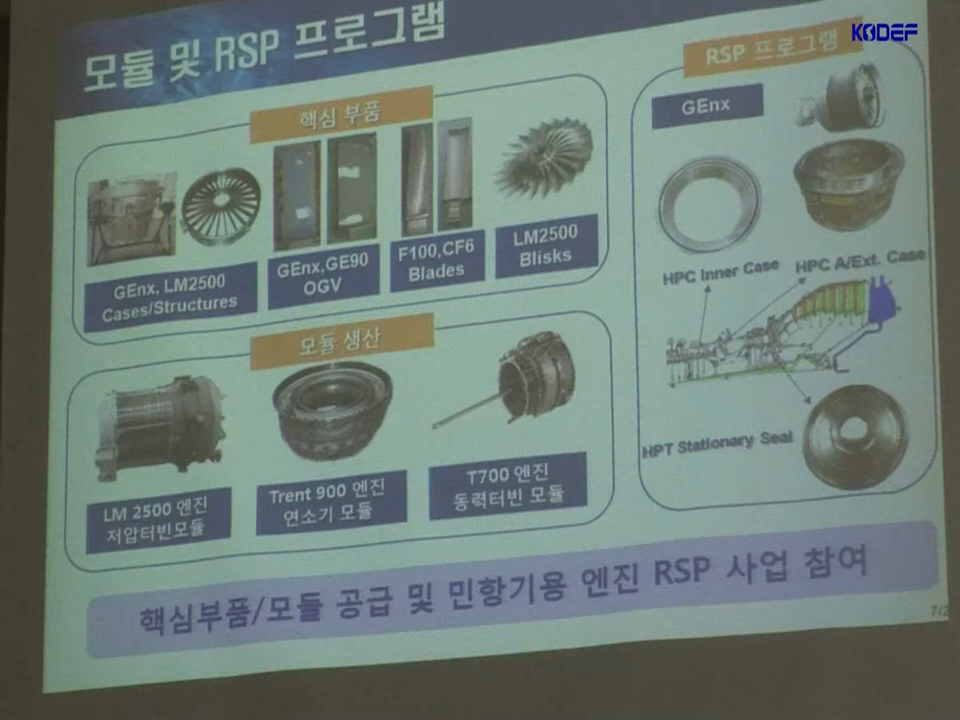 KODEF
모듈 및 RSP 프로그램
핵심 부품
GEnx, LM2500
Cases/Structures
GEnx,GE90
OGV
F100,CF6
Blades
LM2500
Blisks
모듈 생산
LM 2500 엔진
저압터빈모듈
Trent 900 엔진
연소기 모듈
T700 엔진
동력터빈 모듈
RSP 프로그램
GEnx
HPC Inner Case
HPC A/Ext. Case
HPT Stationary Seal
핵심부품/모듈 공급 및 민항기용 엔진 RSP 사업 참여